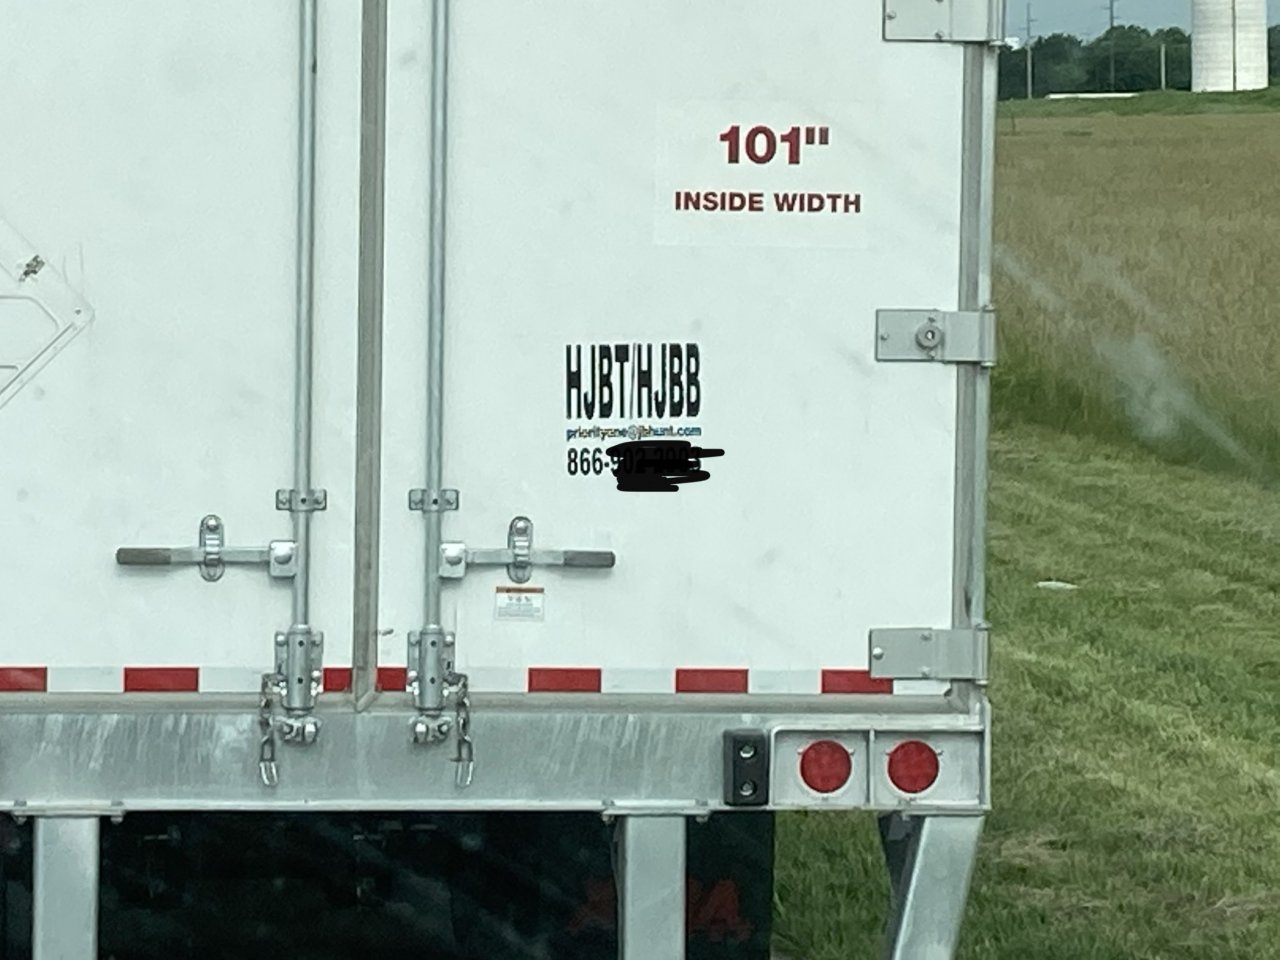 101"
INSIDE WIDTH
HJBT/HJBB
priorityone@jbhunt.com
866-